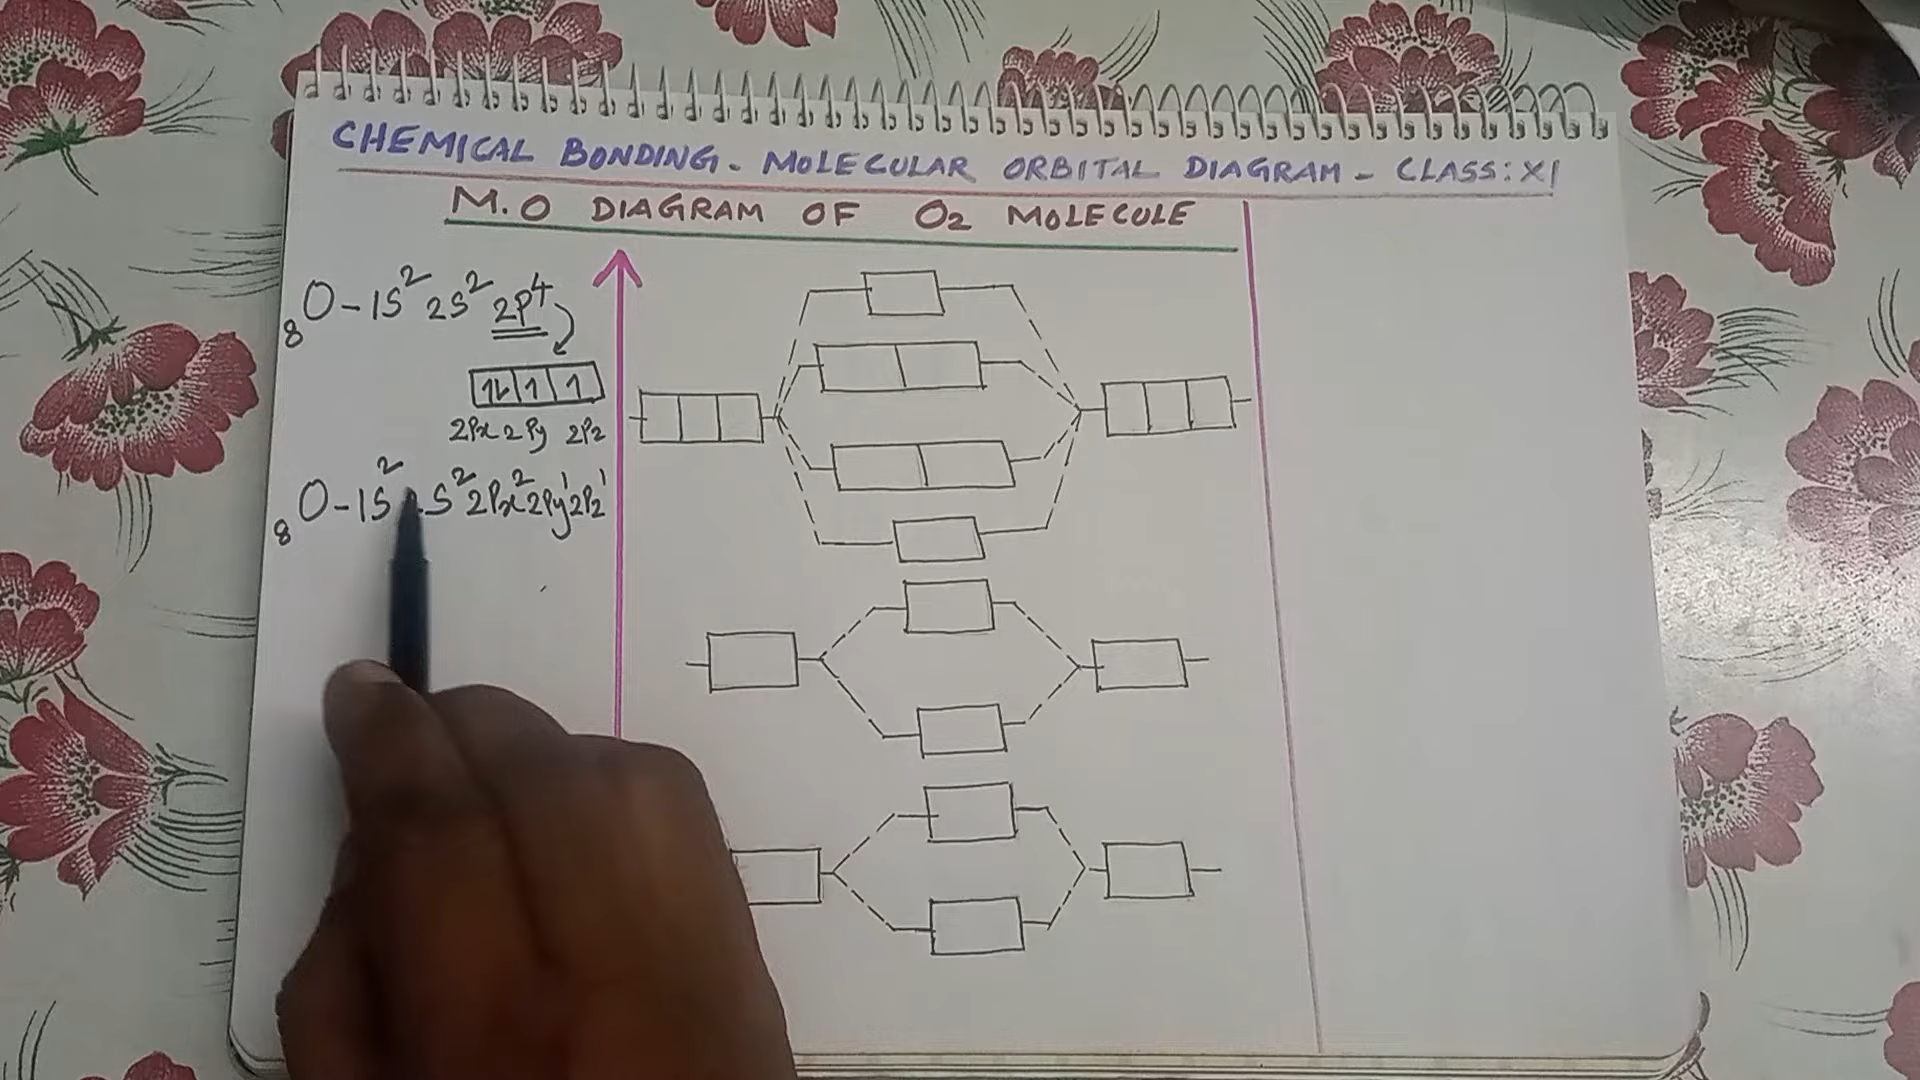 CHEMICAL BONDING - MOLECULAR ORBITAL DIAGRAM - CLASS: XI
M.O DIAGRAM OF O2 MOLECULE
8O - 1S² 2S² 2P⁴
1L 1 1
2Px 2Py 2Pz
8O - 1S² 2S² 2Px² 2Py¹ 2Pz¹